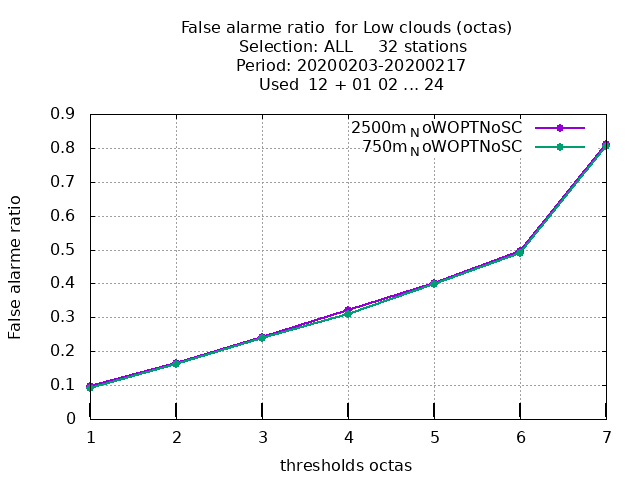 False alarme ratio  for Low clouds (octas)
Selection: ALL     32 stations
Period: 20200203-20200217
Used  12 + 01 02 ... 24
2500m_NoWOPTNoSC
750m_NoWOPTNoSC
False alarme ratio
0.9
0.8
0.7
0.6
0.5
0.4
0.3
0.2
0.1
0
1 2 3 4 5 6 7
thresholds octas